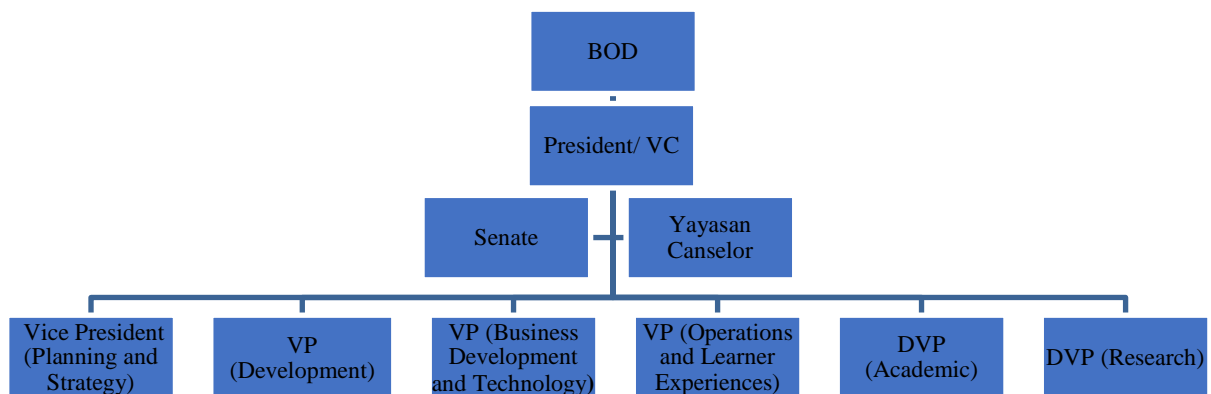 BOD
President/ VC
Senate
Yayasan
Canselor
Vice President
(Planning and
Strategy)
VP
(Development)
VP (Business
Development
and Technology)
VP (Operations
and Learner
Experiences)
DVP
(Academic)
DVP (Research)